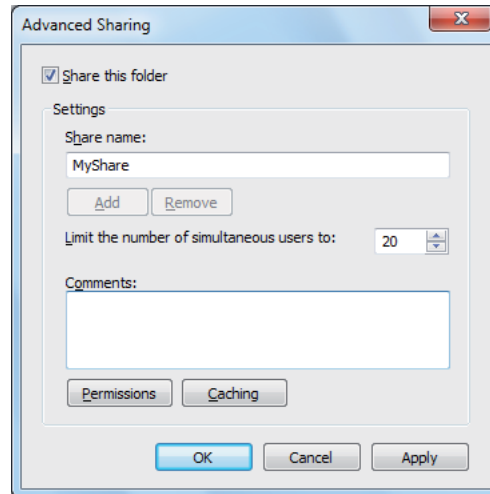 Advanced Sharing
Share this folder
Settings
Share name:
MyShare
Add Remove
Limit the number of simultaneous users to: 20
Comments:
Permissions Caching
OK Cancel Apply